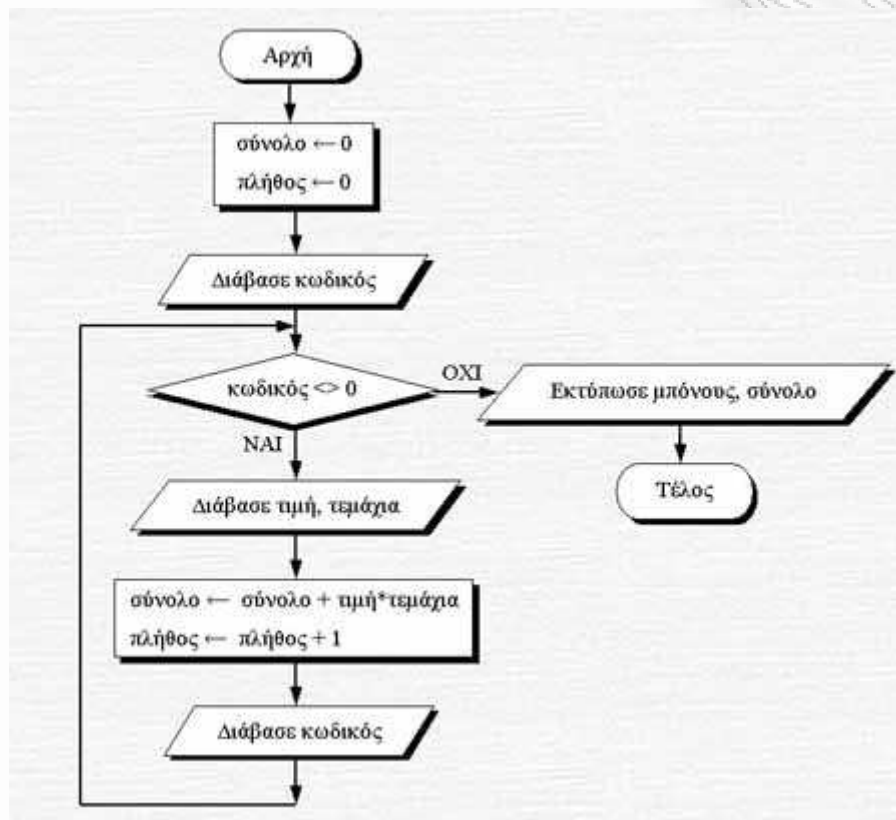 Αρχή
σύνολο ← 0
πλήθος ← 0
Διάβασε κωδικός
κωδικός <> 0
ΟΧΙ
Εκτύπωσε μπόνους, σύνολο
Τέλος
ΝΑΙ
Διάβασε τιμή, τεμάχια
σύνολο ← σύνολο + τιμή*τεμάχια
πλήθος ← πλήθος + 1
Διάβασε κωδικός